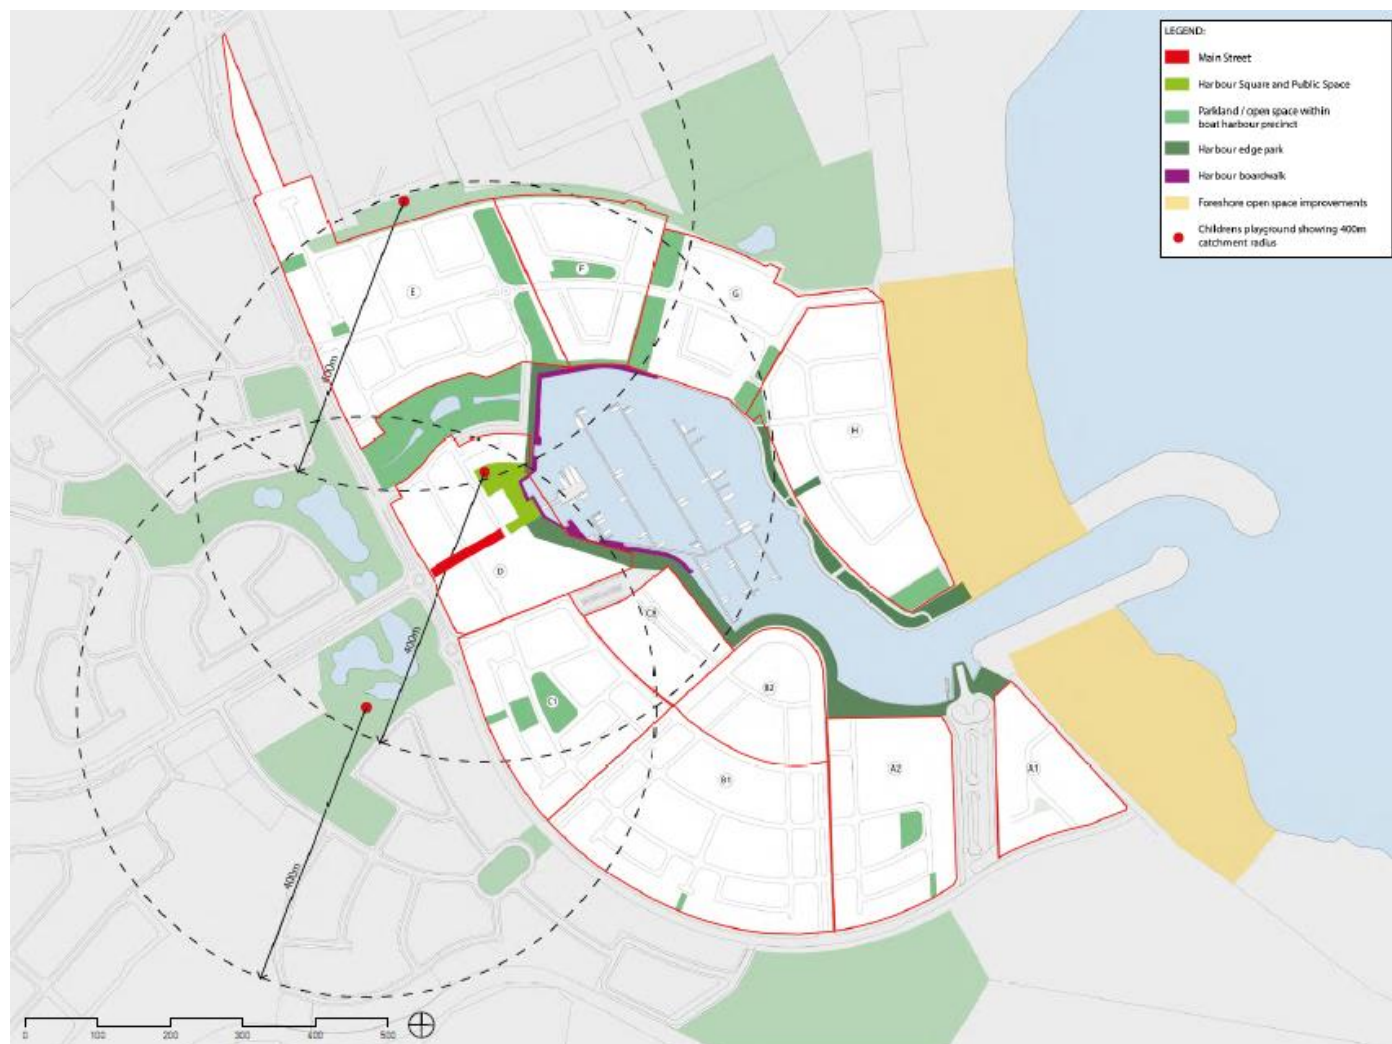 LEGEND:
Main Street
Harbour Square and Public Space
Parkland / open space within
boat harbour precinct
Harbour edge park
Harbour boardwalk
Foreshore open space improvements
Childrens playground showing 400m
catchment radius
F
E
G
400m
H
D
400m
C1
B2
B1
A2
A1
400m
0 100 200 300 400 500